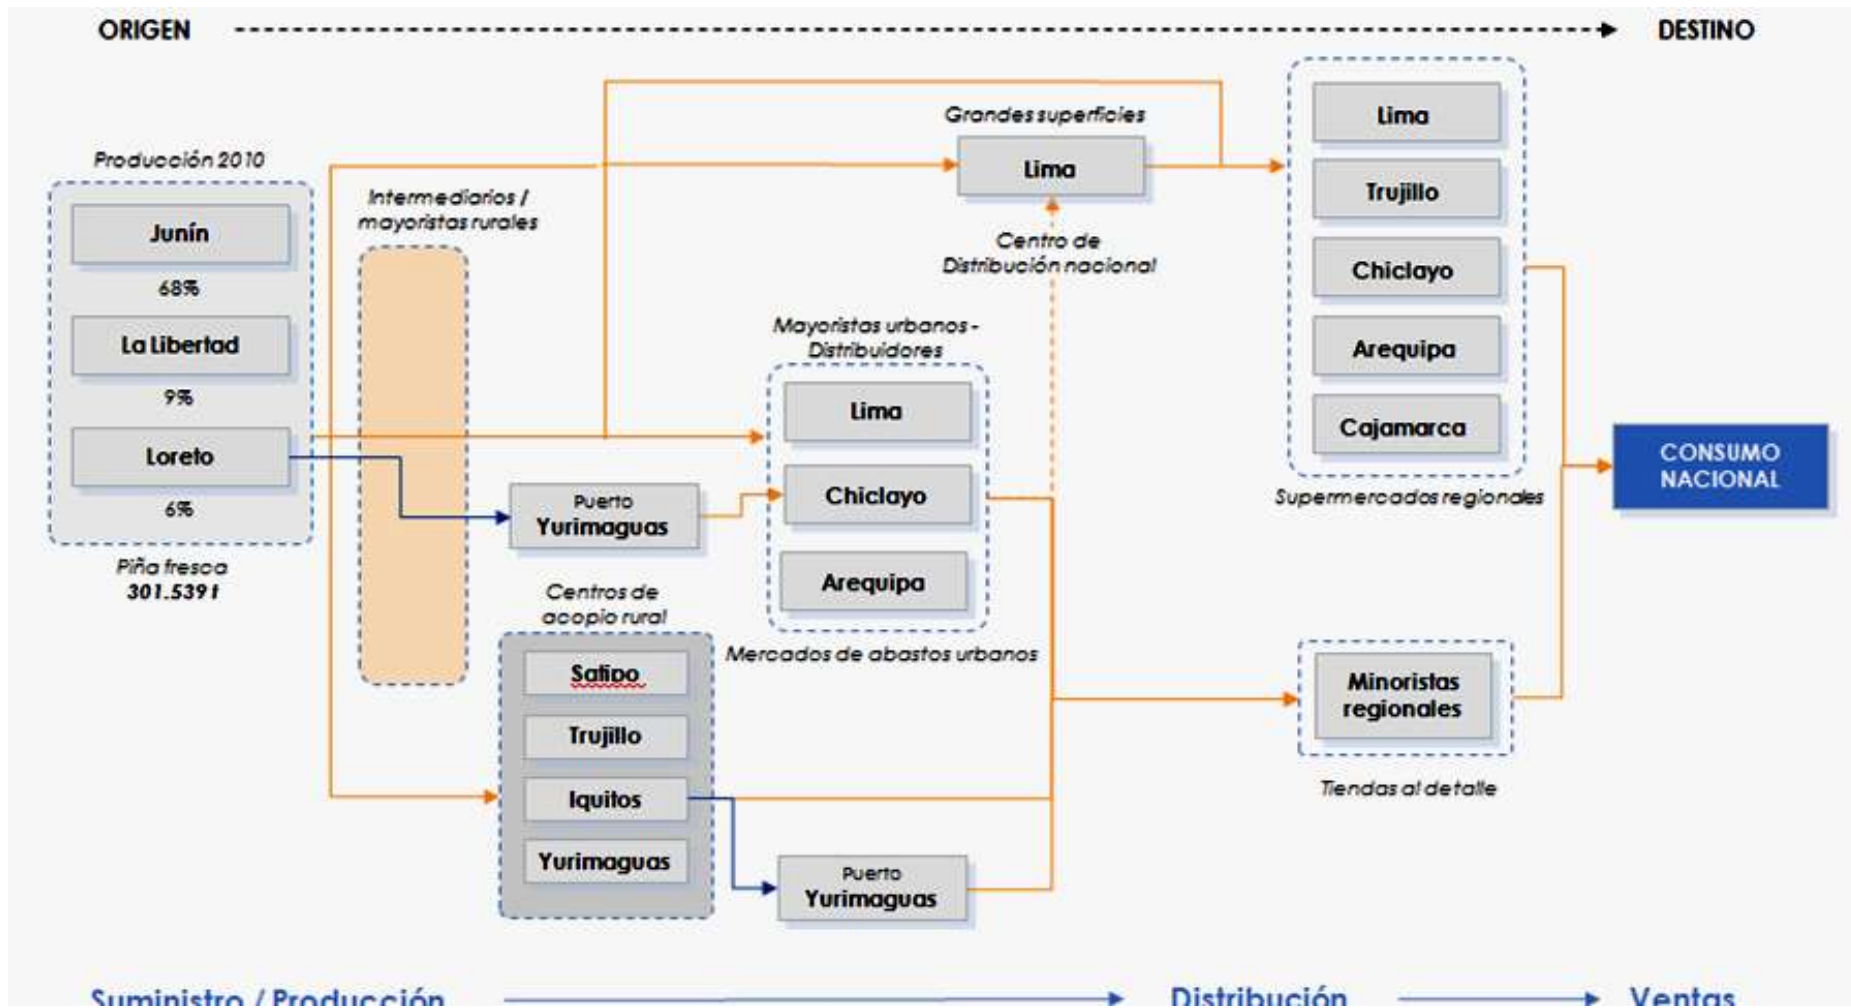 ORIGEN
DESTINO
Producción 2010
Junín
68%
La Libertad
9%
Loreto
6%
Piña fresca
301.539 t
Intermediarios /
mayoristas rurales
Puerto
Yurimaguas
Centros de
acopio rural
Satipo
Trujillo
Iquitos
Yurimaguas
Mayoristas urbanos -
Distribuidores
Lima
Chiclayo
Arequipa
Mercados de abastos urbanos
Puerto
Yurimaguas
Grandes superficies
Lima
Centro de
Distribución nacional
Lima
Trujillo
Chiclayo
Arequipa
Cajamarca
Supermercados regionales
Minoristas
regionales
Tiendas al detalle
CONSUMO
NACIONAL
Suministro / Producción
Distribución
Ventas